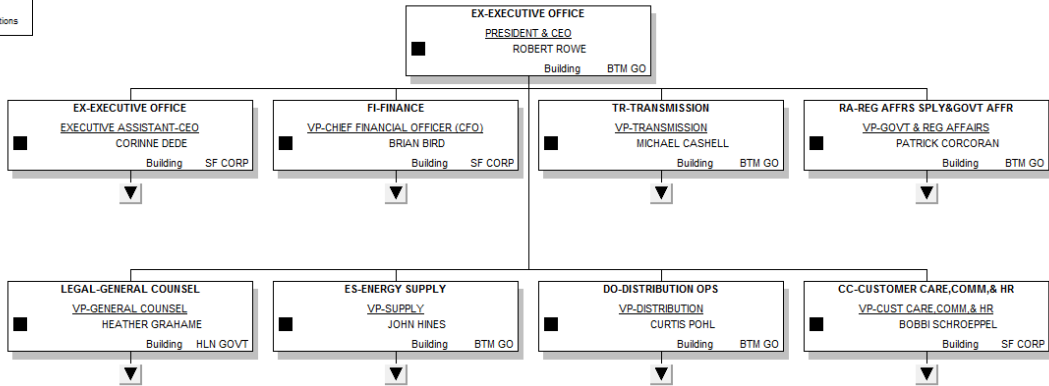 tions
EX-EXECUTIVE OFFICE
PRESIDENT & CEO
ROBERT ROWE
Building BTM GO
EX-EXECUTIVE OFFICE
EXECUTIVE ASSISTANT-CEO
CORINNE DEDE
Building SF CORP
FI-FINANCE
VP-CHIEF FINANCIAL OFFICER (CFO)
BRIAN BIRD
Building SF CORP
TR-TRANSMISSION
VP-TRANSMISSION
MICHAEL CASHELL
Building BTM GO
RA-REG AFFRS SPLY&GOVT AFFR
VP-GOVT & REG AFFAIRS
PATRICK CORCORAN
Building BTM GO
LEGAL-GENERAL COUNSEL
VP-GENERAL COUNSEL
HEATHER GRAHAME
Building HLN GOVT
ES-ENERGY SUPPLY
VP-SUPPLY
JOHN HINES
Building BTM GO
DO-DISTRIBUTION OPS
VP-DISTRIBUTION
CURTIS POHL
Building BTM GO
CC-CUSTOMER CARE,COMM,& HR
VP-CUST CARE,COMM,& HR
BOBBI SCHROEPPEL
Building SF CORP